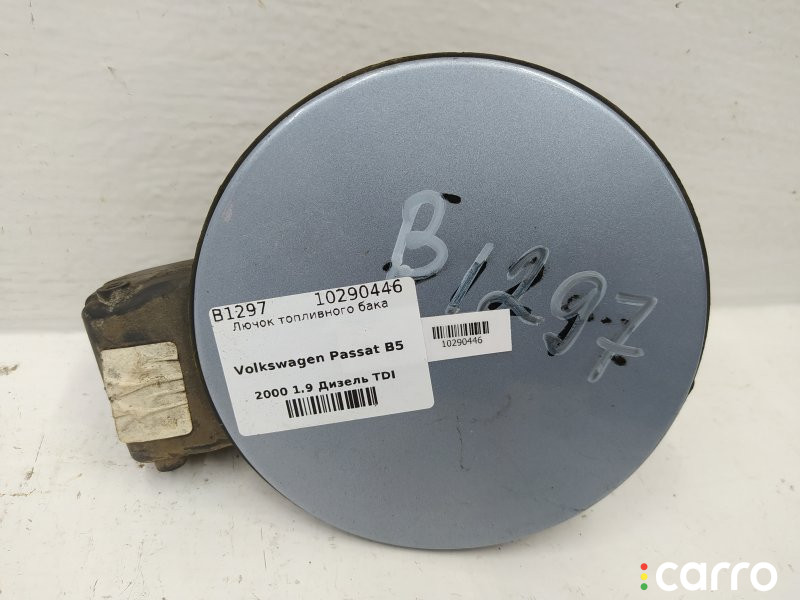 B1297
B1297 10290446
Лючок топливного бака
Volkswagen Passat B5
2000 1.9 Дизель TDI
10290446
carro